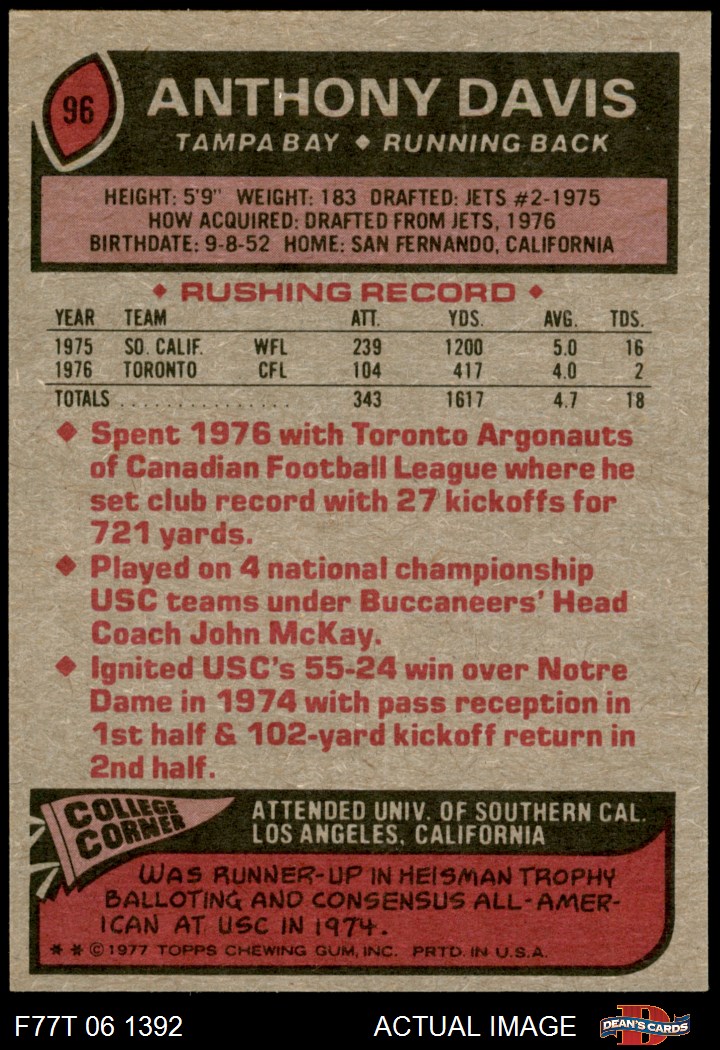 96
ANTHONY DAVIS
TAMPA BAY ◆ RUNNING BACK
HEIGHT: 5'9" WEIGHT: 183 DRAFTED: JETS #2-1975
HOW ACQUIRED: DRAFTED FROM JETS, 1976
BIRTHDATE: 9-8-52 HOME: SAN FERNANDO, CALIFORNIA
◆ RUSHING RECORD ◆
YEAR TEAM ATT. YDS. AVG. TDS.
1975 SO. CALIF. WFL 239 1200 5.0 16
1976 TORONTO CFL 104 417 4.0 2
TOTALS ............... 343 1617 4.7 18
◆ Spent 1976 with Toronto Argonauts
of Canadian Football League where he
set club record with 27 kickoffs for
721 yards.
◆ Played on 4 national championship
USC teams under Buccaneers' Head
Coach John McKay.
◆ Ignited USC's 55-24 win over Notre
Dame in 1974 with pass reception in
1st half & 102-yard kickoff return in
2nd half.
COLLEGE
CORNER
ATTENDED UNIV. OF SOUTHERN CAL.
LOS ANGELES, CALIFORNIA
WAS RUNNER-UP IN HEISMAN TROPHY
BALLOTING AND CONSENSUS ALL-AMER-
ICAN AT USC IN 1974.
** © 1977 TOPPS CHEWING GUM, INC. PRTD. IN U.S.A.
F77T 06 1392 ACTUAL IMAGE D DEAN'S CARDS